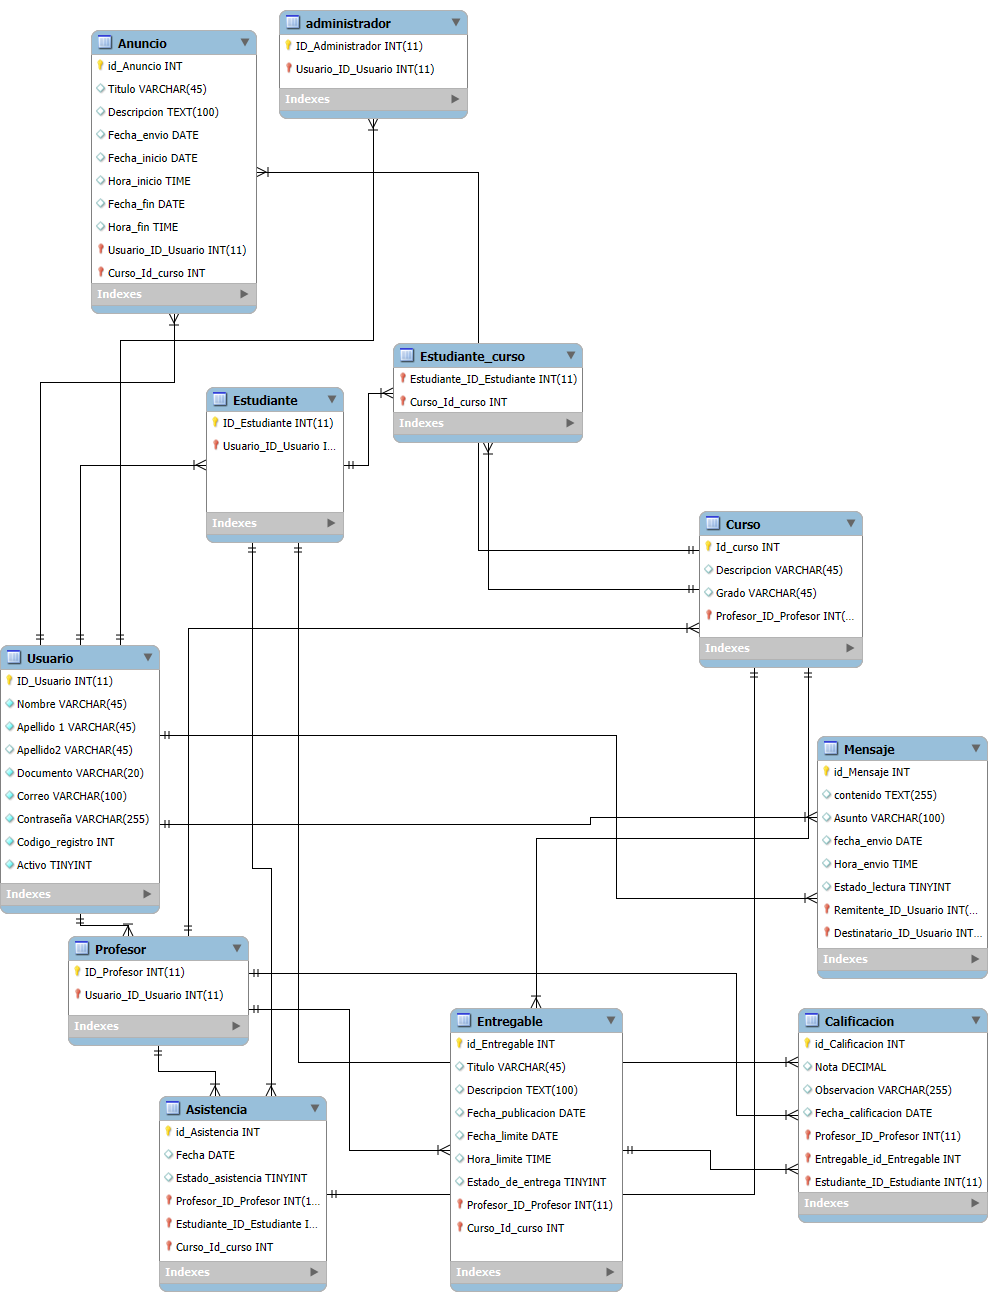 administrador
ID_Administrador INT(11)
Usuario_ID_Usuario INT(11)
Indexes
Anuncio
id_Anuncio INT
Titulo VARCHAR(45)
Descripcion TEXT(100)
Fecha_envio DATE
Fecha_inicio DATE
Hora_inicio TIME
Fecha_fin DATE
Hora_fin TIME
Usuario_ID_Usuario INT(11)
Curso_Id_curso INT
Indexes
Estudiante_curso
Estudiante_ID_Estudiante INT(11)
Curso_Id_curso INT
Indexes
Estudiante
ID_Estudiante INT(11)
Usuario_ID_Usuario I...
Indexes
Curso
Id_curso INT
Descripcion VARCHAR(45)
Grado VARCHAR(45)
Profesor_ID_Profesor INT(...
Indexes
Usuario
ID_Usuario INT(11)
Nombre VARCHAR(45)
Apellido 1 VARCHAR(45)
Apellido2 VARCHAR(45)
Documento VARCHAR(20)
Correo VARCHAR(100)
Contraseña VARCHAR(255)
Codigo_registro INT
Activo TINYINT
Indexes
Mensaje
id_Mensaje INT
contenido TEXT(255)
Asunto VARCHAR(100)
fecha_envio DATE
Hora_envio TIME
Estado_lectura TINYINT
Remitente_ID_Usuario INT(...
Destinatario_ID_Usuario INT...
Indexes
Profesor
ID_Profesor INT(11)
Usuario_ID_Usuario INT(11)
Indexes
Entregable
id_Entregable INT
Titulo VARCHAR(45)
Descripcion TEXT(100)
Fecha_publicacion DATE
Fecha_limite DATE
Hora_limite TIME
Estado_de_entrega TINYINT
Profesor_ID_Profesor INT(11)
Curso_Id_curso INT
Indexes
Calificacion
id_Calificacion INT
Nota DECIMAL
Observacion VARCHAR(255)
Fecha_calificacion DATE
Profesor_ID_Profesor INT(11)
Entregable_id_Entregable INT
Estudiante_ID_Estudiante INT(11)
Indexes
Asistencia
id_Asistencia INT
Fecha DATE
Estado_asistencia TINYINT
Profesor_ID_Profesor INT(1...
Estudiante_ID_Estudiante I...
Curso_Id_curso INT
Indexes